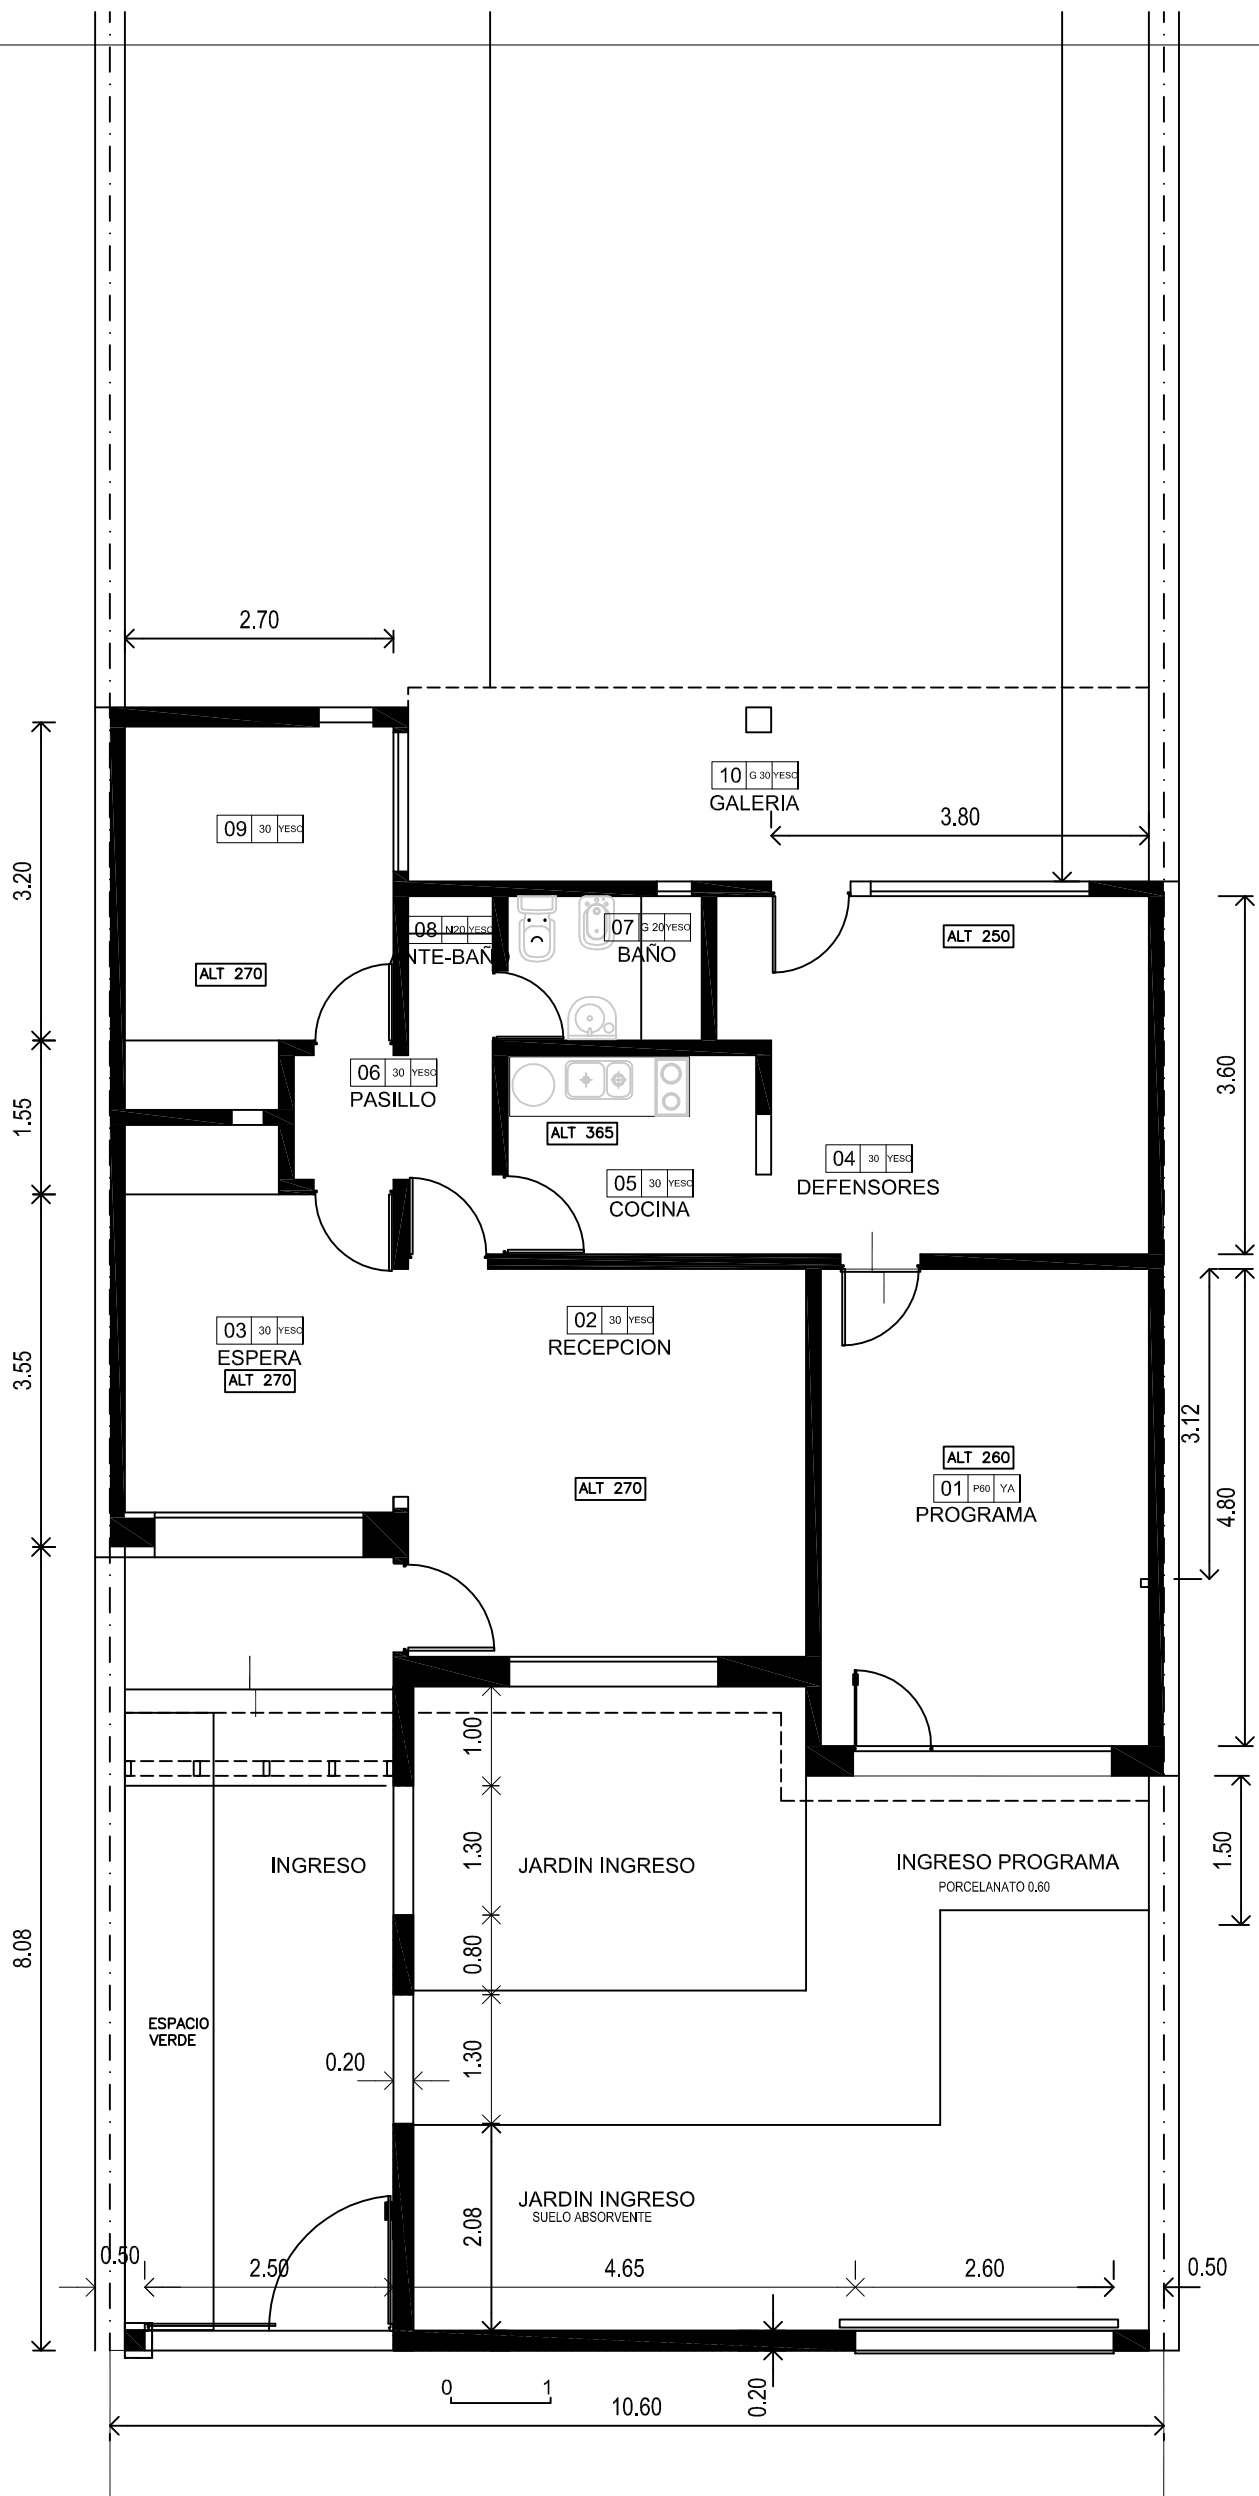 2.70
10 G 30 YESO
GALERIA
3.80
09 30 YESO
3.20
08 N20 YESO
NTE-BAÑO
07 G 20 YESO
BAÑO
ALT 250
ALT 270
06 30 YESO
PASILLO
3.60
1.55
ALT 365
04 30 YESO
DEFENSORES
05 30 YESO
COCINA
03 30 YESO
ESPERA
ALT 270
02 30 YESO
RECEPCION
3.55
3.12
ALT 260
01 P60 YA
PROGRAMA
ALT 270
4.80
1.00
1.30
INGRESO
JARDIN INGRESO
INGRESO PROGRAMA
PORCELANATO 0.60
1.50
8.08
0.80
ESPACIO
VERDE
0.20
1.30
JARDIN INGRESO
SUELO ABSORVENTE
2.08
0.50
2.50
4.65
2.60
0.50
0 1
0.20
10.60